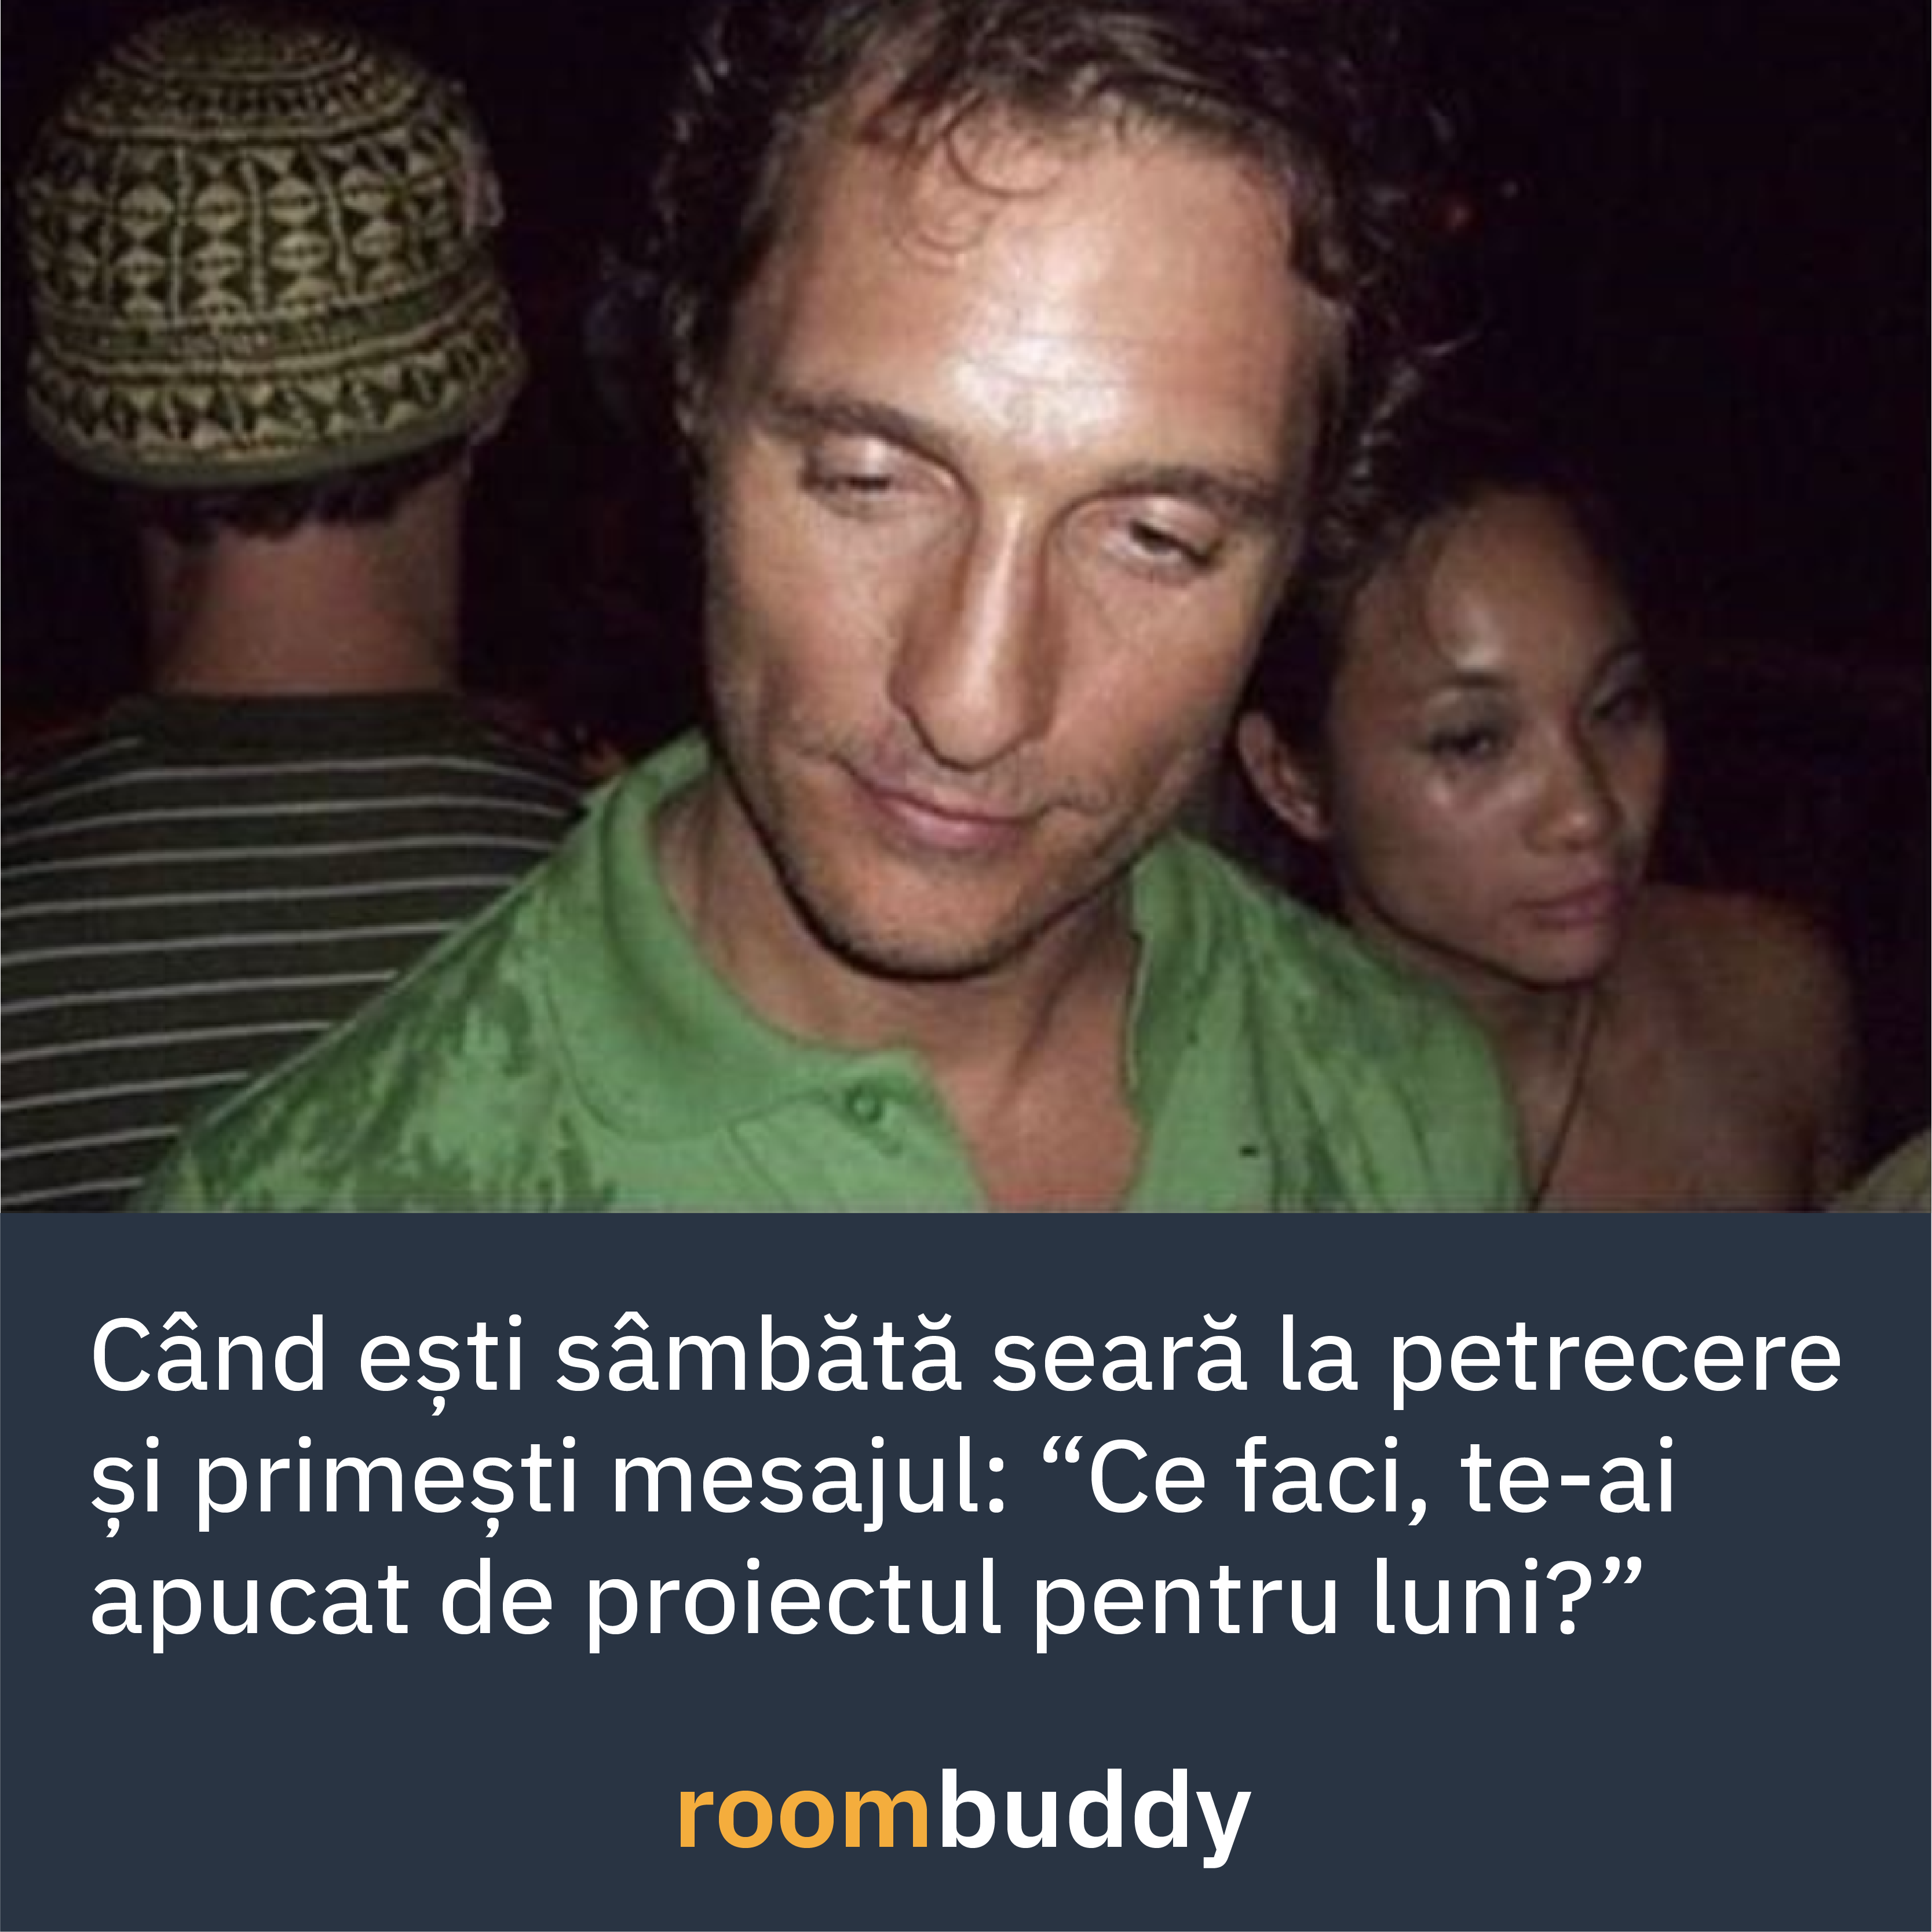 Când ești sâmbătă seară la petrecere
și primești mesajul: “Ce faci, te-ai
apucat de proiectul pentru luni?”
roombuddy